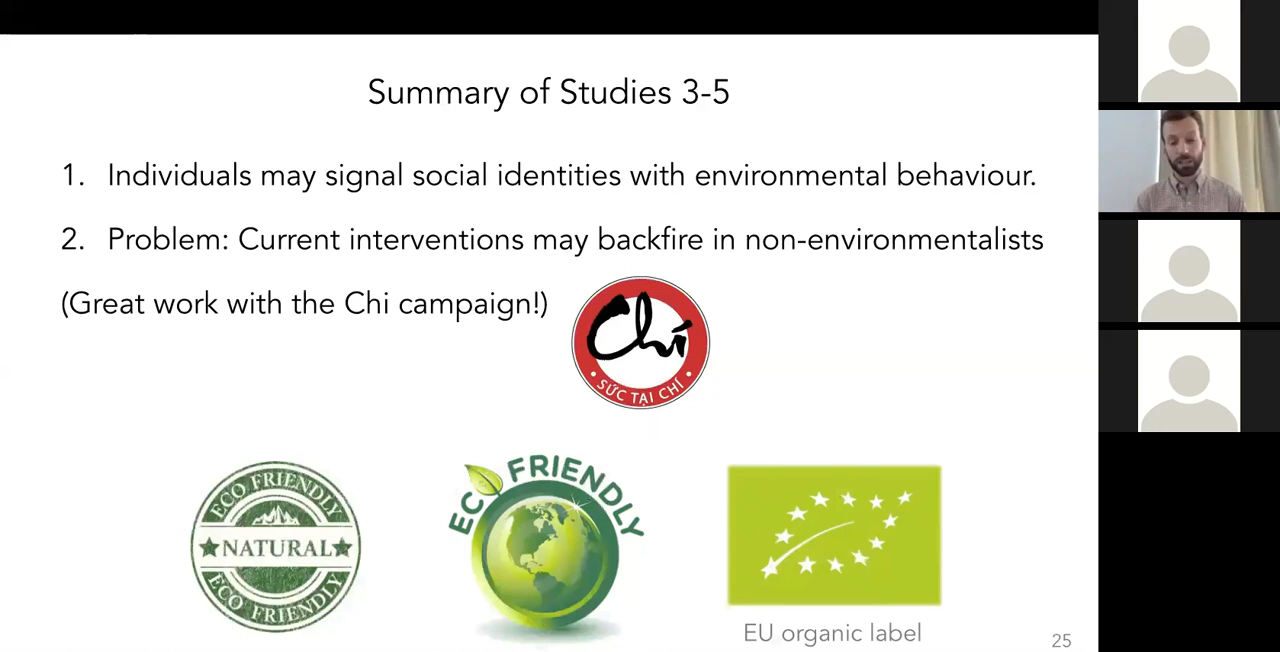 Summary of Studies 3-5
1. Individuals may signal social identities with environmental behaviour.
2. Problem: Current interventions may backfire in non-environmentalists
(Great work with the Chi campaign!)
Chí
SỨC TẠI CHÍ
ECO FRIENDLY
NATURAL
ECO FRIENDLY
ECO FRIENDLY
EU organic label
25